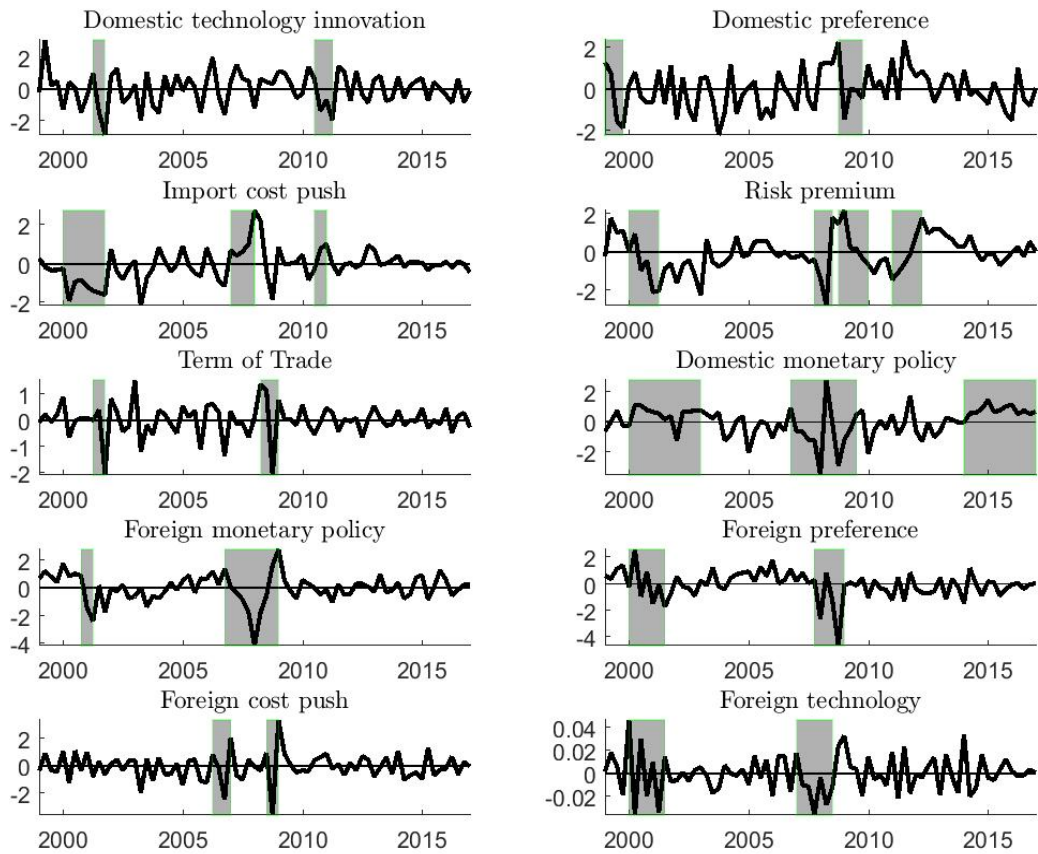 Domestic technology innovation
2
0
-2
2000 2005 2010 2015
Domestic preference
2
0
-2
2000 2005 2010 2015
Import cost push
2
0
-2
2000 2005 2010 2015
Risk premium
2
0
-2
2000 2005 2010 2015
Term of Trade
1
0
-1
-2
2000 2005 2010 2015
Domestic monetary policy
2
0
-2
2000 2005 2010 2015
Foreign monetary policy
2
0
-2
-4
2000 2005 2010 2015
Foreign preference
2
0
-2
-4
2000 2005 2010 2015
Foreign cost push
2
0
-2
2000 2005 2010 2015
Foreign technology
0.04
0.02
0
-0.02
2000 2005 2010 2015